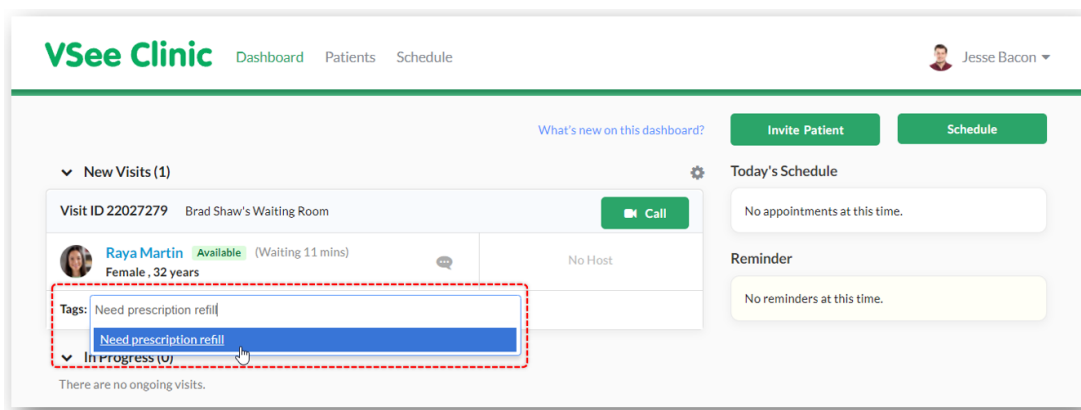 VSee Clinic Dashboard Patients Schedule Jesse Bacon
What's new on this dashboard? Invite Patient Schedule
New Visits (1)
Today's Schedule
Visit ID 22027279 Brad Shaw's Waiting Room Call
No appointments at this time.
Raya Martin Available (Waiting 11 mins)
Female , 32 years
No Host
Reminder
Tags: Need prescription refill
No reminders at this time.
Need prescription refill
In Progress (0)
There are no ongoing visits.